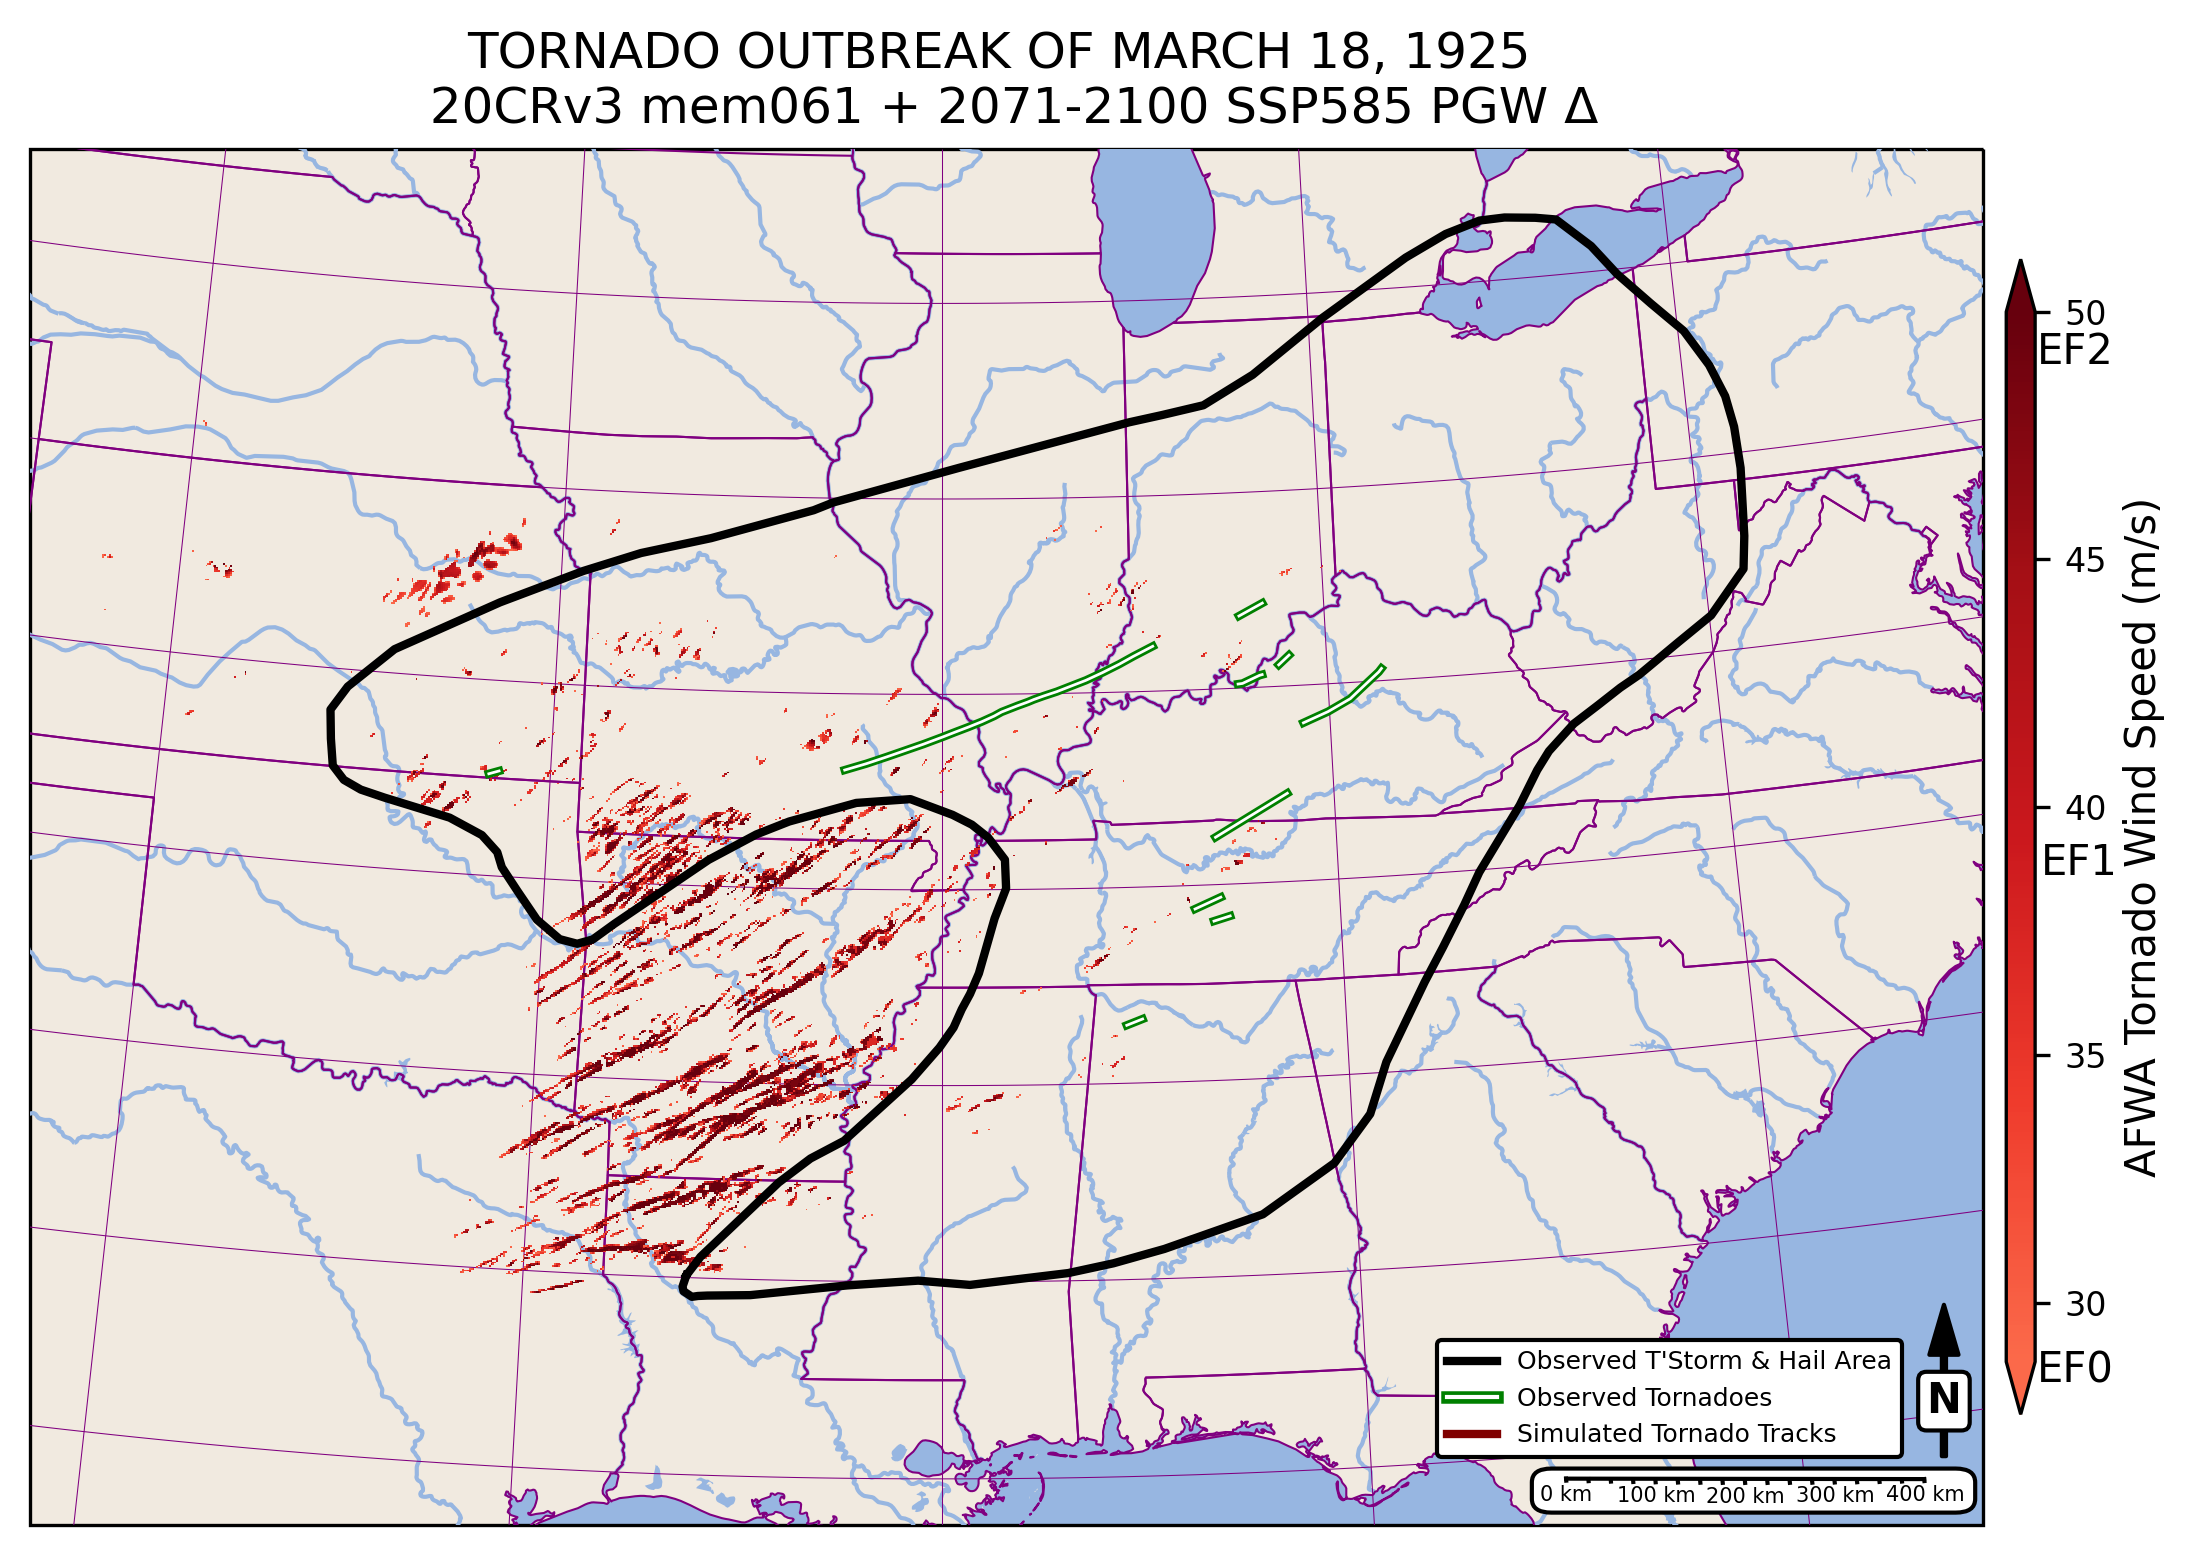 TORNADO OUTBREAK OF MARCH 18, 1925
20CRv3 mem061 + 2071-2100 SSP585 PGW Δ
50
EF2
45
40
EF1
35
30
EF0
AFWA Tornado Wind Speed (m/s)
Observed T'Storm & Hail Area
Observed Tornadoes
Simulated Tornado Tracks
N
0 km 100 km 200 km 300 km 400 km